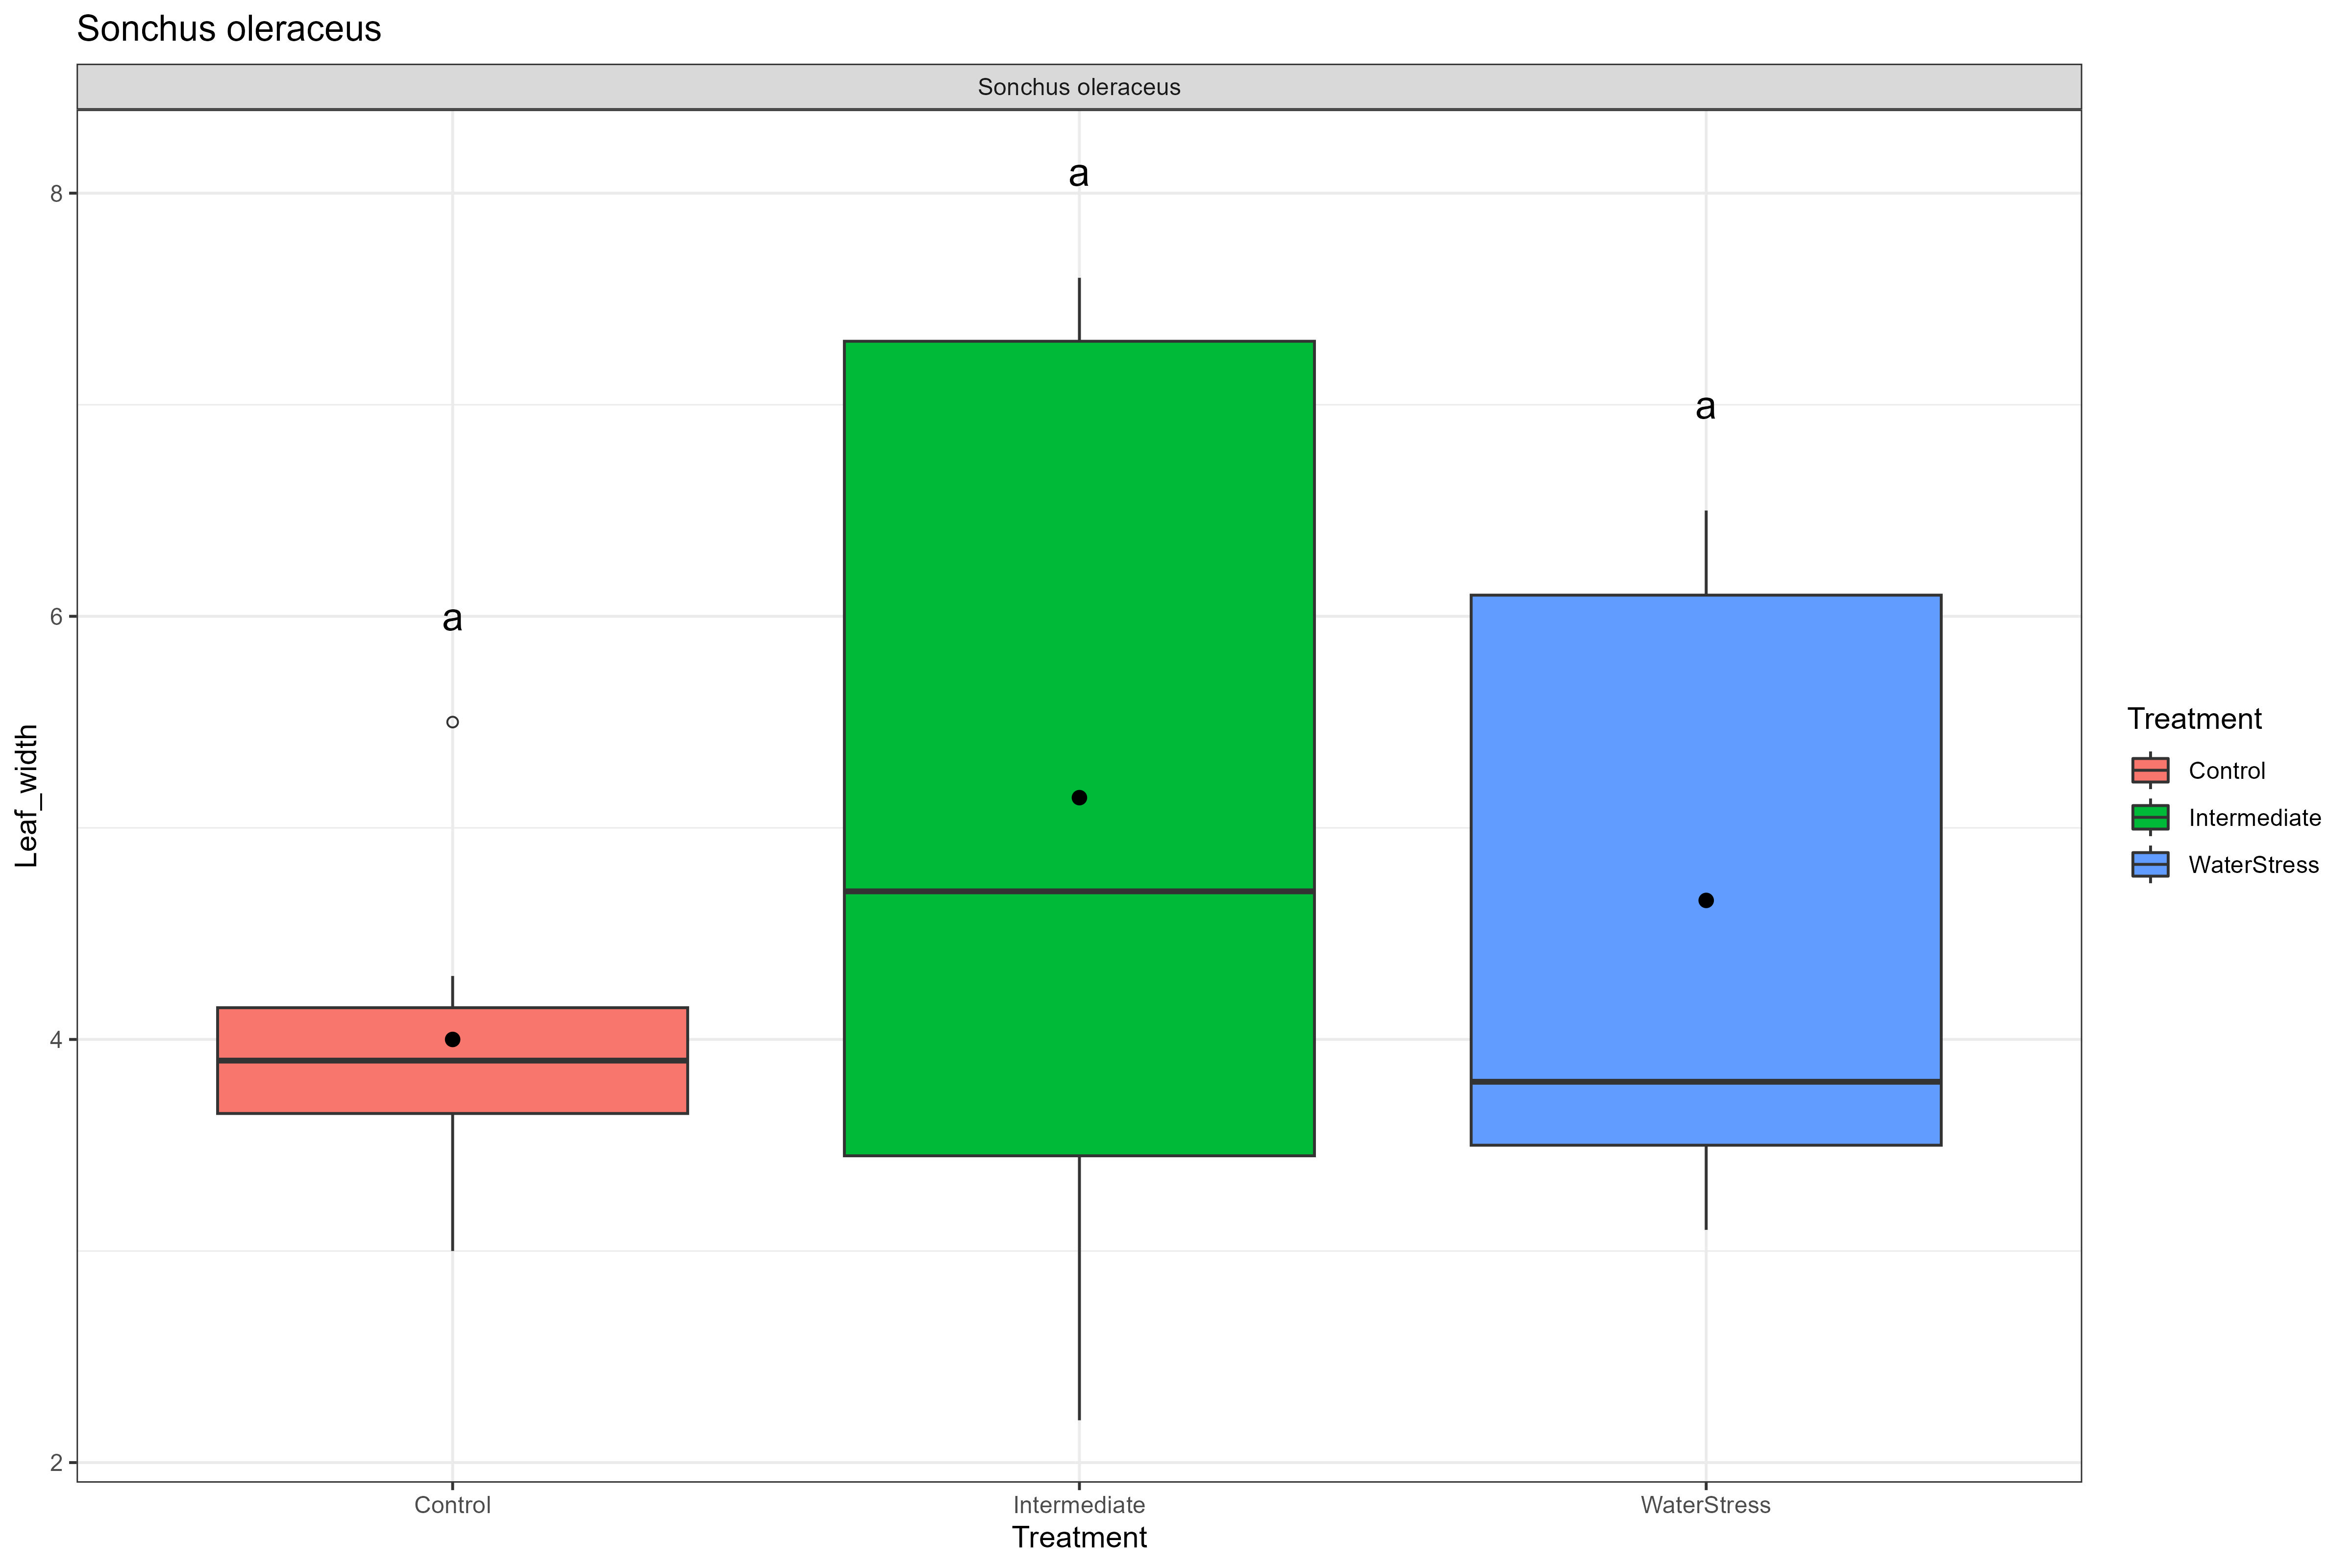 Sonchus oleraceus
Sonchus oleraceus
a
8
a
6
a
Leaf_width
4
2
Control
Intermediate
WaterStress
Treatment
Treatment
Control
Intermediate
WaterStress